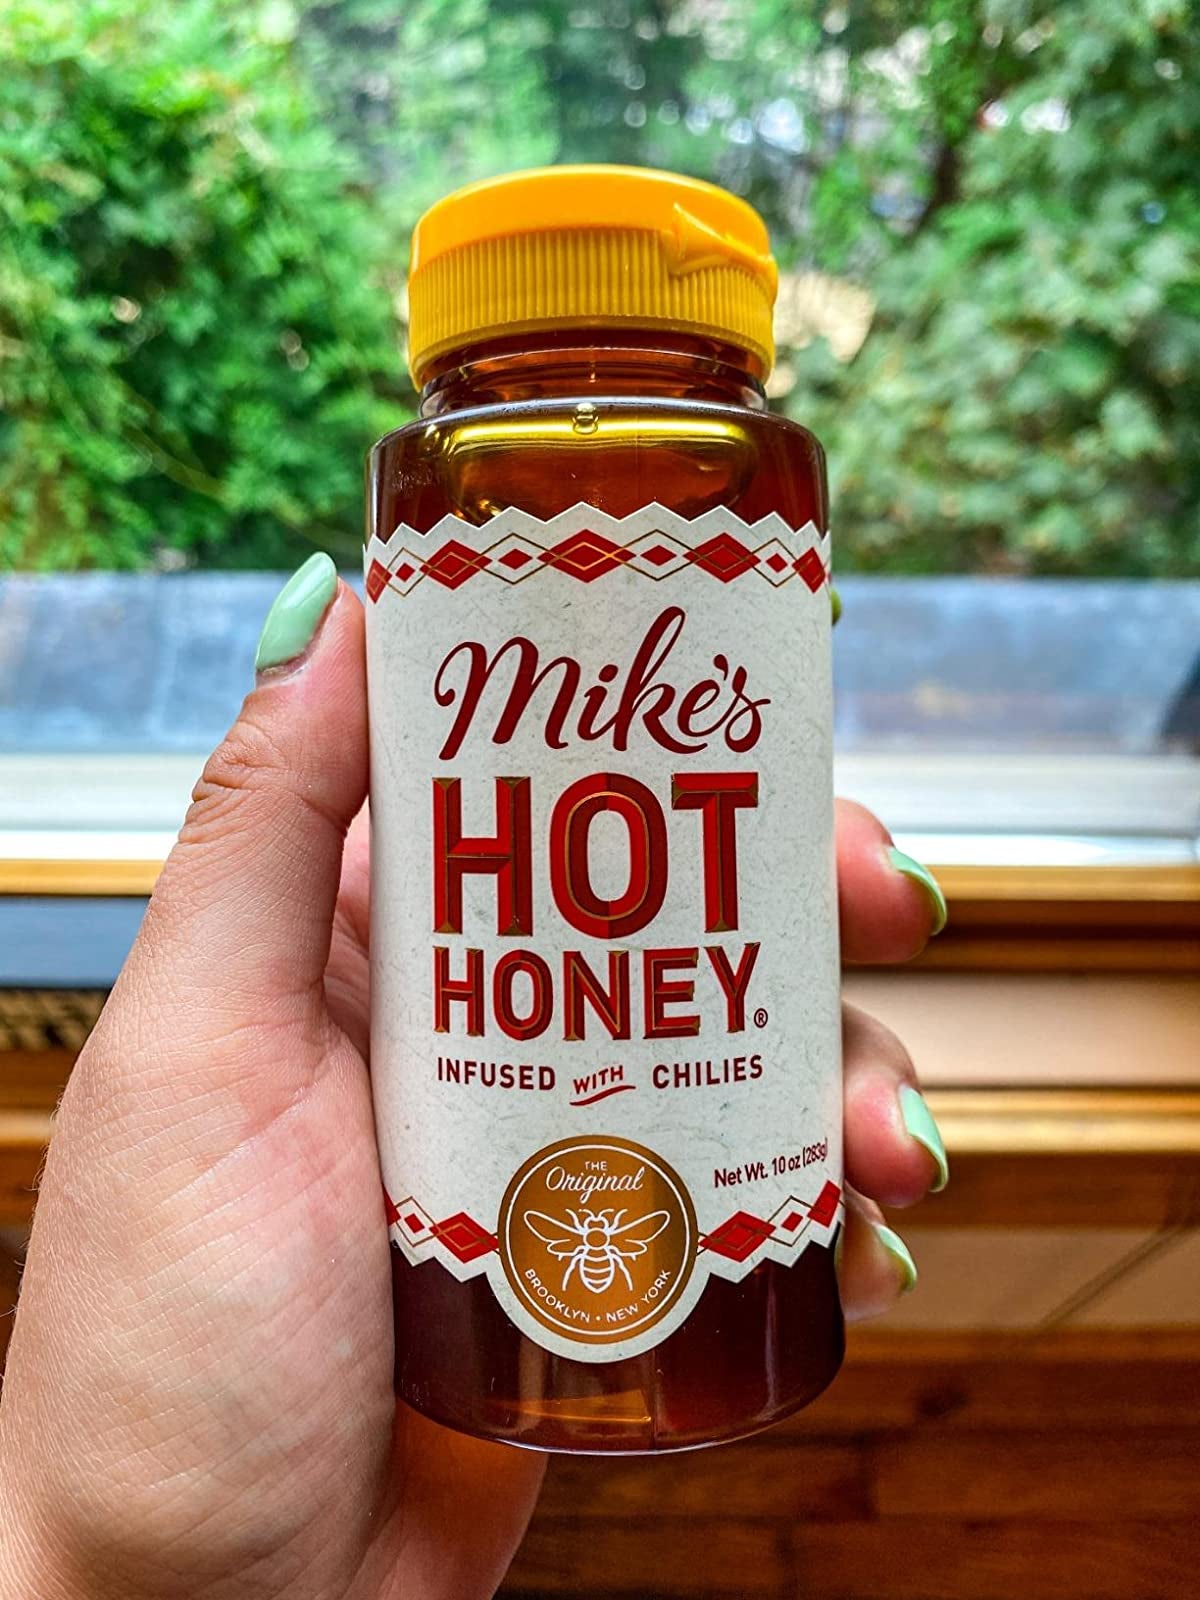 Mike's
HOT
HONEY®
INFUSED WITH CHILIES
Net Wt. 10 oz (283g)
THE
Original
BROOKLYN • NEW YORK